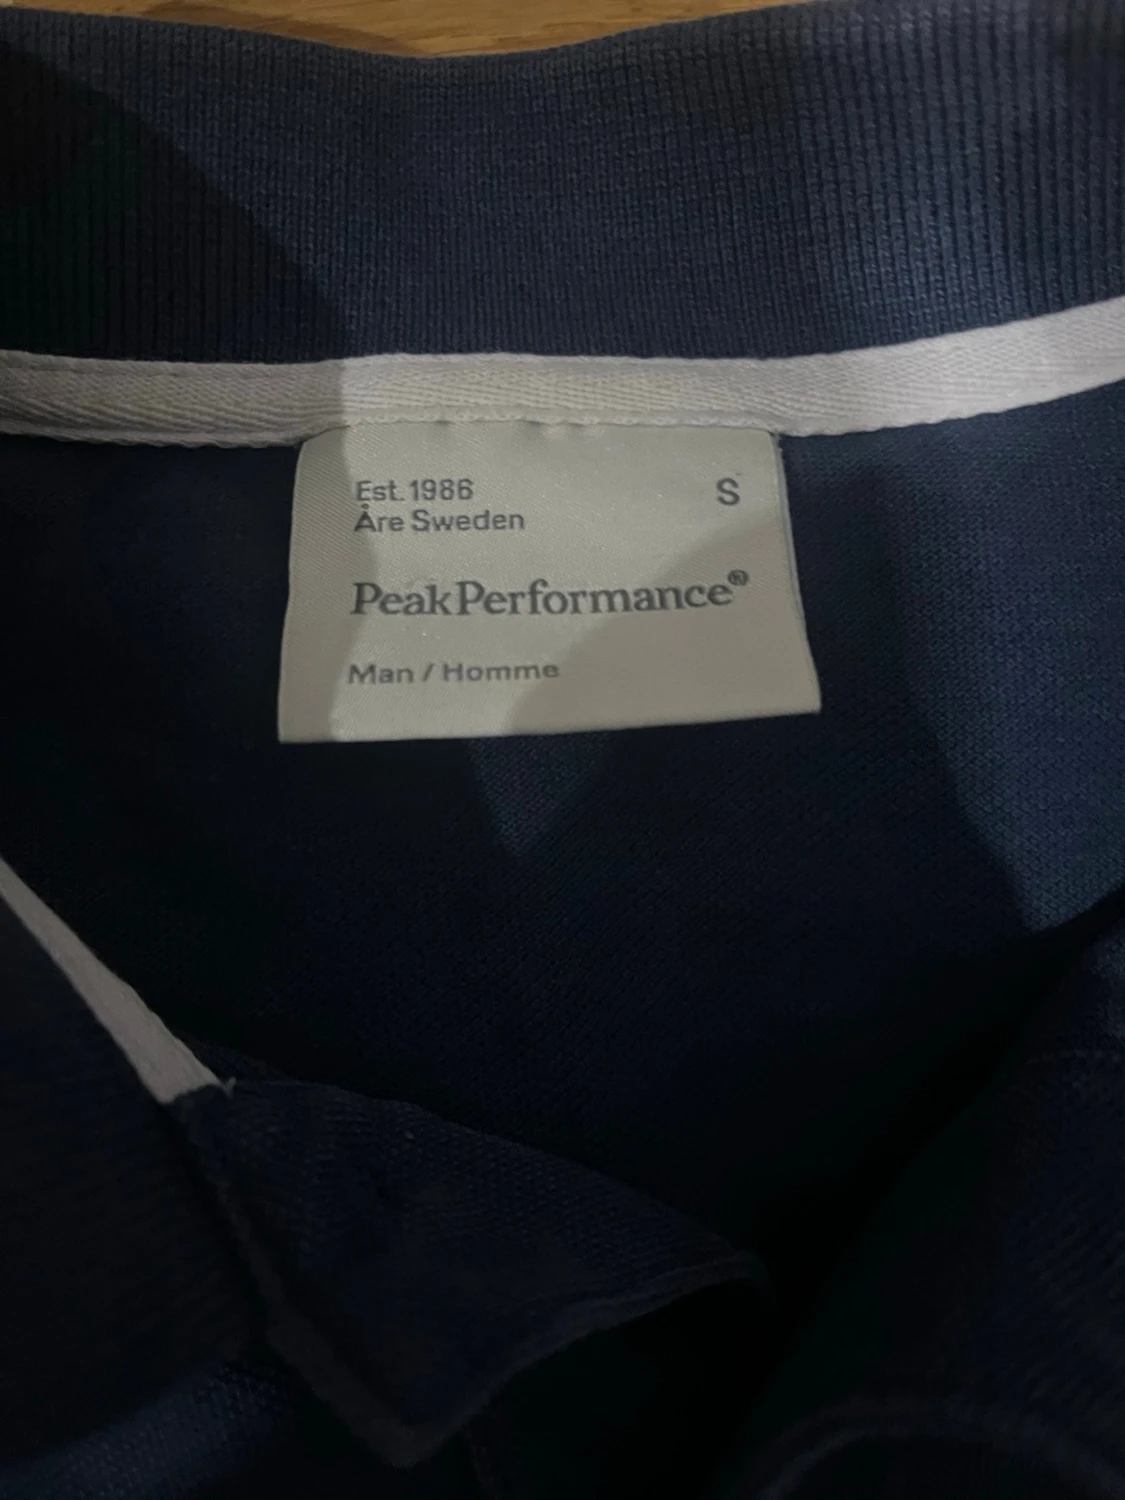 Est. 1986
Åre Sweden
S
PeakPerformance®
Man / Homme